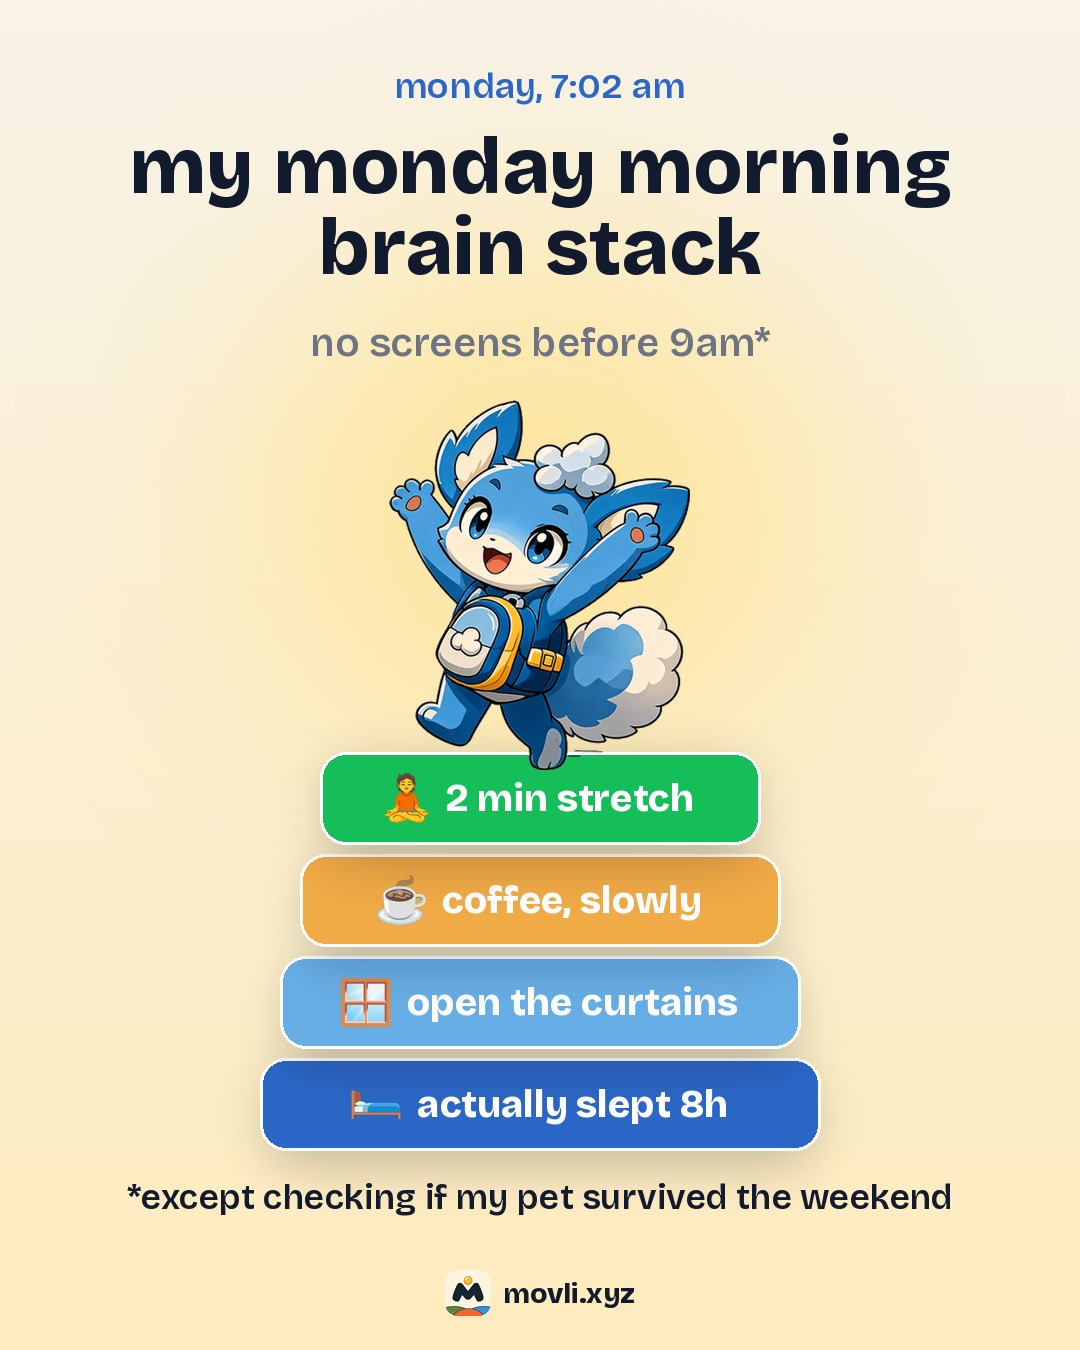 monday, 7:02 am
my monday morning
brain stack
no screens before 9am*
2 min stretch
coffee, slowly
open the curtains
actually slept 8h
*except checking if my pet survived the weekend
movli.xyz